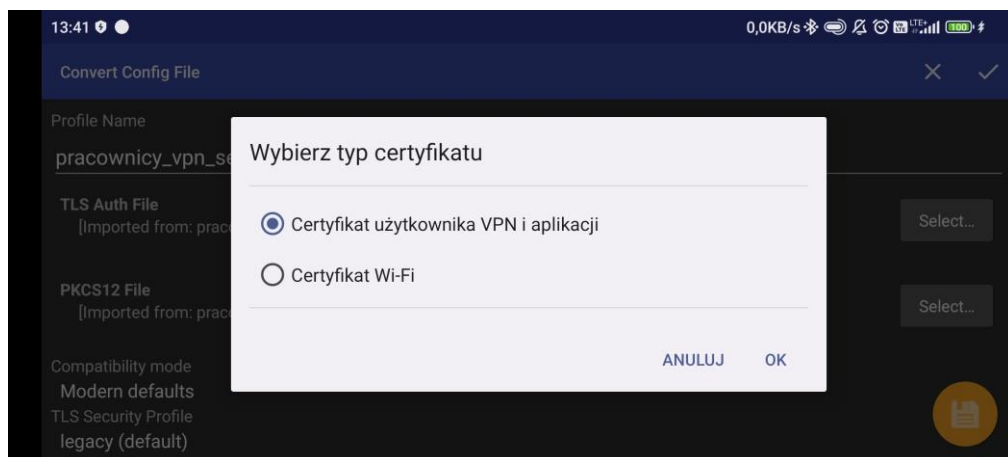 13:41
0,0KB/s
LTE+
100
Convert Config File
Profile Name
pracownicy_vpn_se
Wybierz typ certyfikatu
TLS Auth File
[Imported from: prac
Certyfikat użytkownika VPN i aplikacji
Select...
Certyfikat Wi-Fi
PKCS12 File
[Imported from: prac
Select...
ANULUJ
OK
Compatibility mode
Modern defaults
TLS Security Profile
legacy (default)